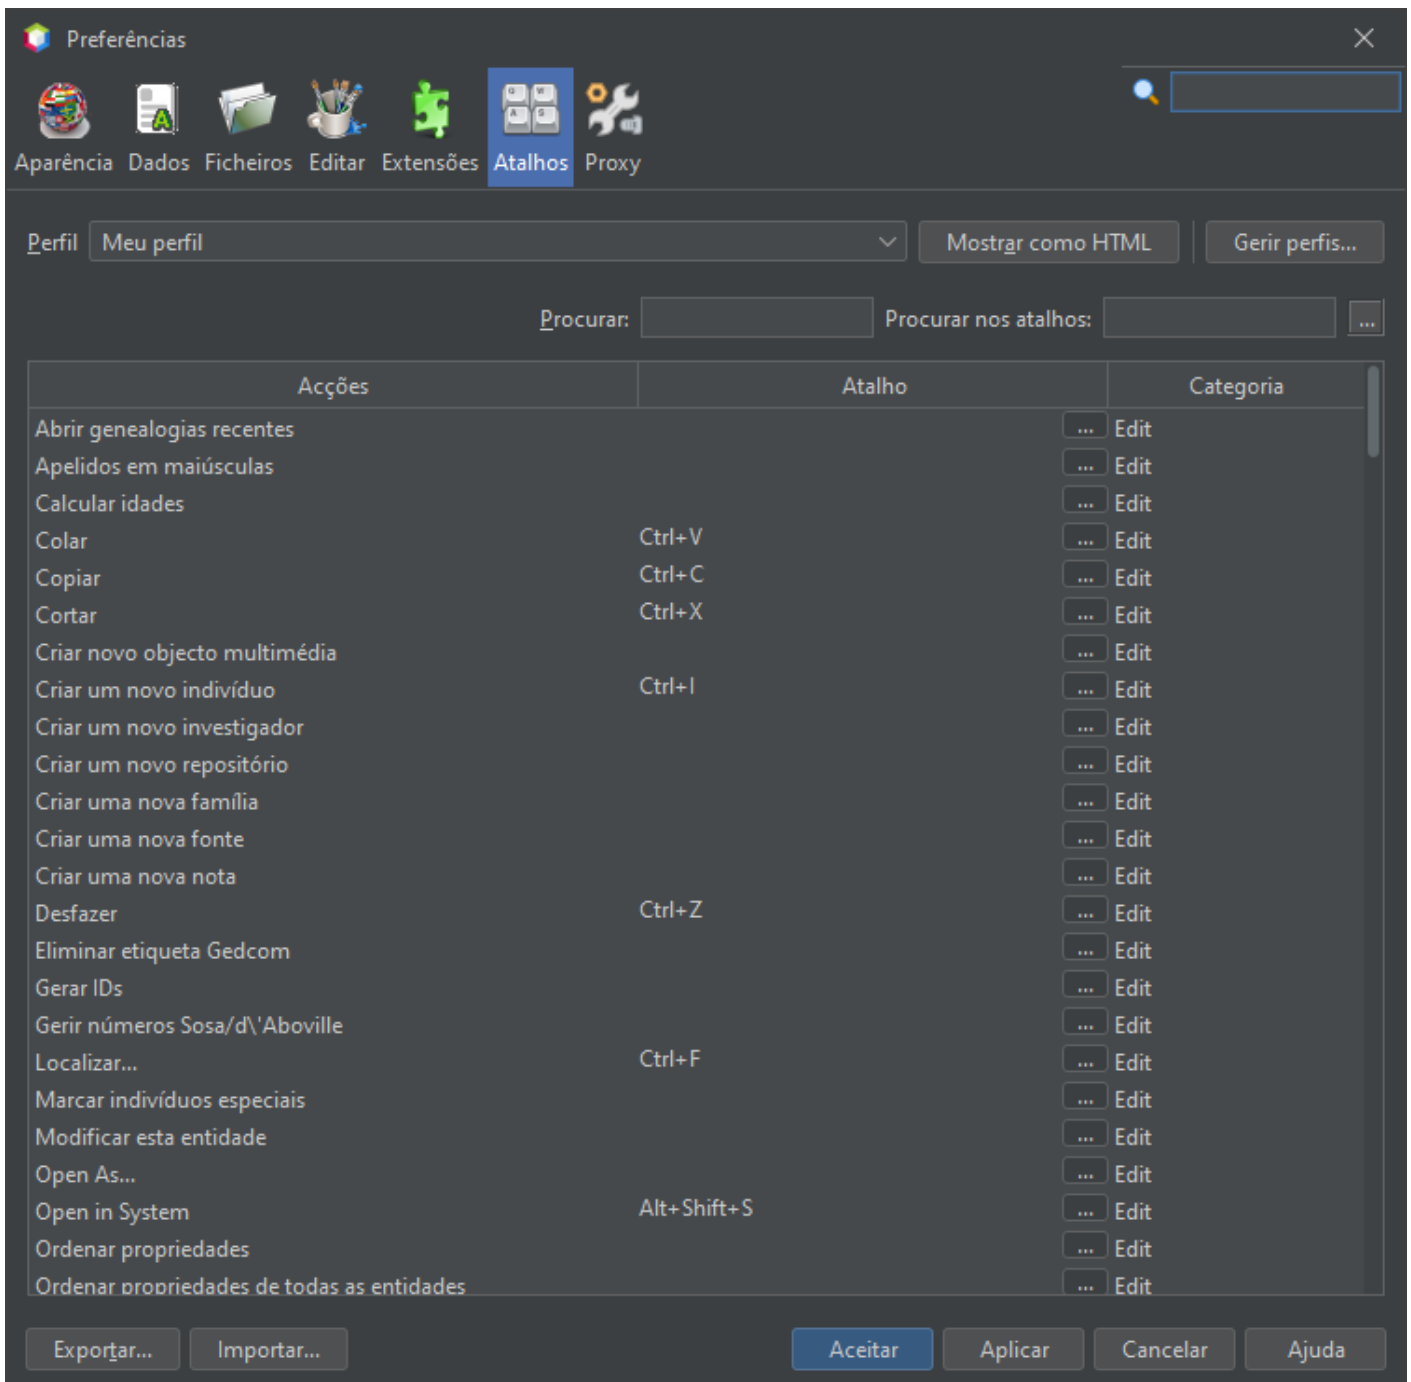 Preferências
Aparência Dados Ficheiros Editar Extensões Atalhos Proxy
Perfil Meu perfil Mostrar como HTML Gerir perfis...
Procurar: Procurar nos atalhos: ...
Acções Atalho Categoria
Abrir genealogias recentes ... Edit
Apelidos em maiúsculas ... Edit
Calcular idades ... Edit
Colar Ctrl+V ... Edit
Copiar Ctrl+C ... Edit
Cortar Ctrl+X ... Edit
Criar novo objecto multimédia ... Edit
Criar um novo indivíduo Ctrl+I ... Edit
Criar um novo investigador ... Edit
Criar um novo repositório ... Edit
Criar uma nova família ... Edit
Criar uma nova fonte ... Edit
Criar uma nova nota ... Edit
Desfazer Ctrl+Z ... Edit
Eliminar etiqueta Gedcom ... Edit
Gerar IDs ... Edit
Gerir números Sosa/d\'Aboville ... Edit
Localizar... Ctrl+F ... Edit
Marcar indivíduos especiais ... Edit
Modificar esta entidade ... Edit
Open As... ... Edit
Open in System Alt+Shift+S ... Edit
Ordenar propriedades ... Edit
Ordenar propriedades de todas as entidades ... Edit
Exportar... Importar... Aceitar Aplicar Cancelar Ajuda